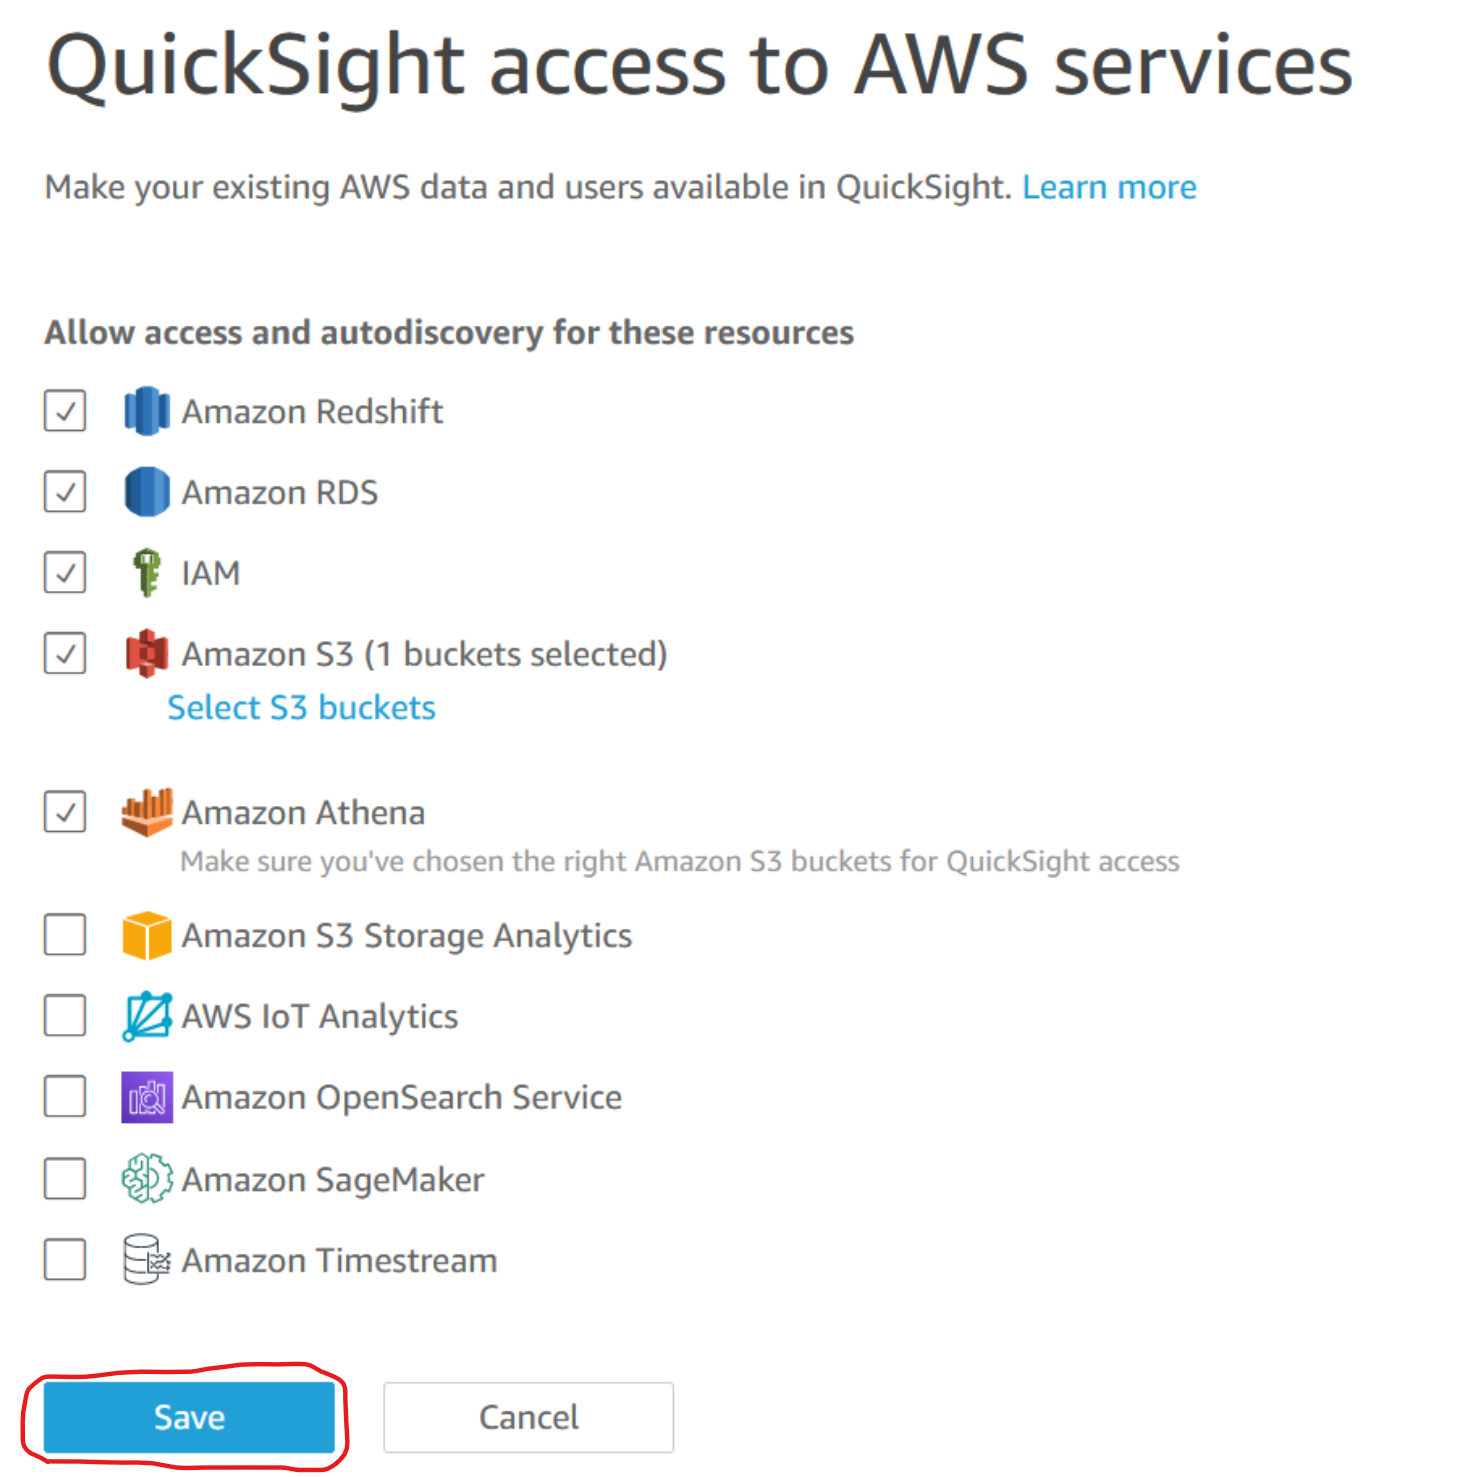 QuickSight access to AWS services
Make your existing AWS data and users available in QuickSight. Learn more
Allow access and autodiscovery for these resources
Amazon Redshift
Amazon RDS
IAM
Amazon S3 (1 buckets selected)
Select S3 buckets
Amazon Athena
Make sure you've chosen the right Amazon S3 buckets for QuickSight access
Amazon S3 Storage Analytics
AWS IoT Analytics
Amazon OpenSearch Service
Amazon SageMaker
Amazon Timestream
Save
Cancel